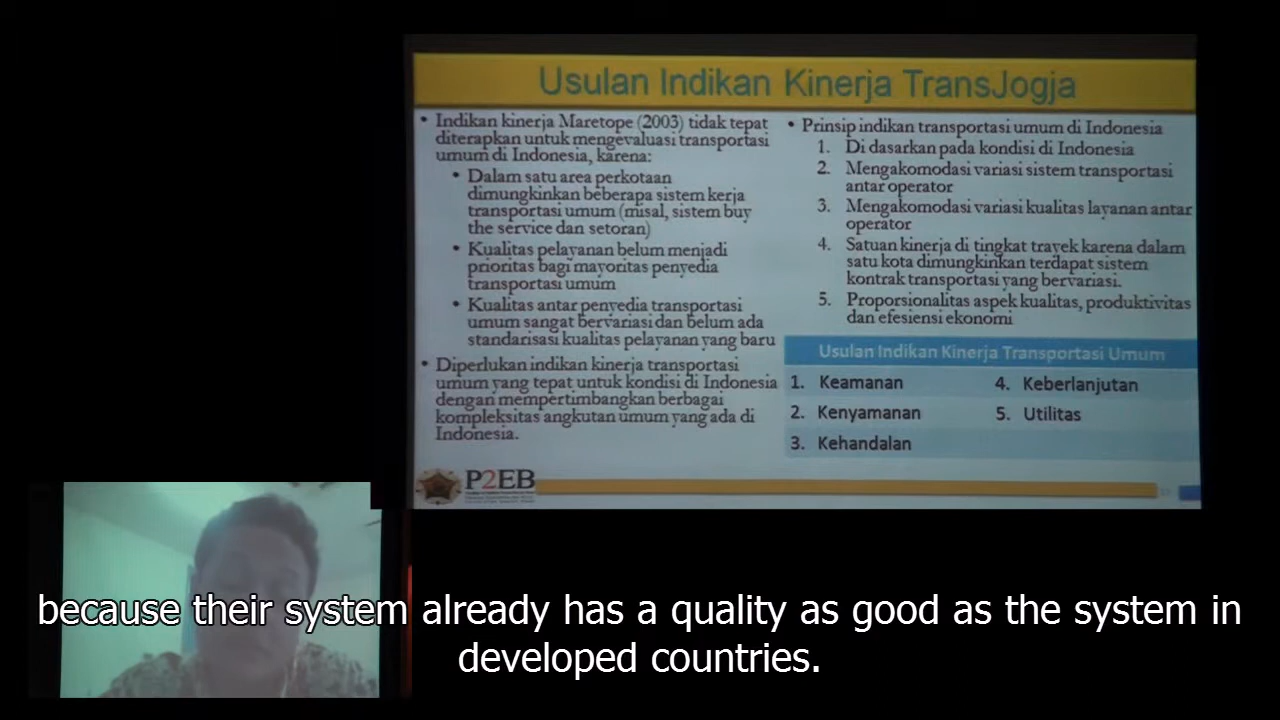 Usulan Indikan Kinerja TransJogja
• Indikan kinerja Maretope (2003) tidak tepat
diterapkan untuk mengevaluasi transportasi
umum di Indonesia, karena:
• Dalam satu area perkotaan
dimungkinkan beberapa sistem kerja
transportasi umum (misal, sistem buy
the service dan setoran)
• Kualitas pelayanan belum menjadi
prioritas bagi mayoritas penyedia
transportasi umum
• Kualitas antar penyedia transportasi
umum sangat bervariasi dan belum ada
standarisasi kualitas pelayanan yang baru
• Diperlukan indikan kinerja transportasi
umum yang tepat untuk kondisi di Indonesia
dengan mempertimbangkan berbagai
kompleksitas angkutan umum yang ada di
Indonesia.
• Prinsip indikan transportasi umum di Indonesia
1. Di dasarkan pada kondisi di Indonesia
2. Mengakomodasi variasi sistem transportasi
antar operator
3. Mengakomodasi variasi kualitas layanan antar
operator
4. Satuan kinerja di tingkat trayek karena dalam
satu kota dimungkinkan terdapat sistem
kontrak transportasi yang bervariasi.
5. Proporsionalitas aspek kualitas, produktivitas
dan efesiensi ekonomi
Usulan Indikan Kinerja Transportasi Umum
1. Keamanan
2. Kenyamanan
3. Kehandalan
4. Keberlanjutan
5. Utilitas
P2EB
because their system already has a quality as good as the system in
developed countries.